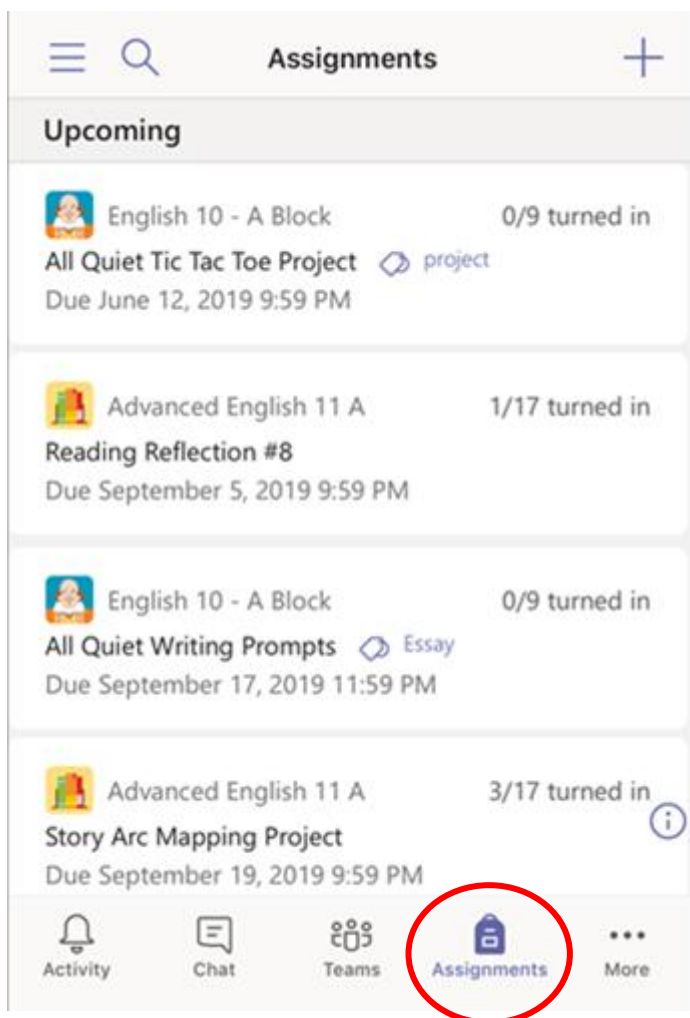 Assignments
Upcoming
English 10 - A Block 0/9 turned in
All Quiet Tic Tac Toe Project project
Due June 12, 2019 9:59 PM
Advanced English 11 A 1/17 turned in
Reading Reflection #8
Due September 5, 2019 9:59 PM
English 10 - A Block 0/9 turned in
All Quiet Writing Prompts Essay
Due September 17, 2019 11:59 PM
Advanced English 11 A 3/17 turned in
Story Arc Mapping Project
Due September 19, 2019 9:59 PM
Activity Chat Teams Assignments More